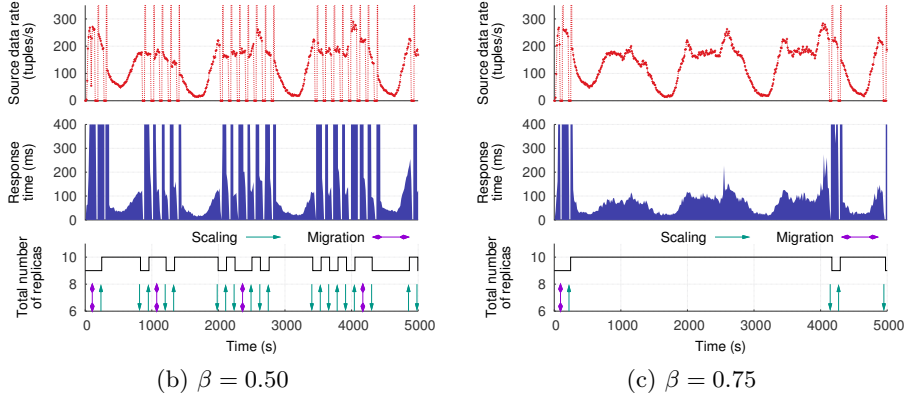 Source data rate
(tuples/s)
300
200
100
0
Response
time (ms)
400
300
200
100
0
Scaling
Migration
Total number
of replicas
10
8
6
0
1000
2000
3000
4000
5000
Time (s)
(b) β = 0.50
Source data rate
(tuples/s)
300
200
100
0
Response
time (ms)
400
300
200
100
0
Scaling
Migration
Total number
of replicas
10
8
6
0
1000
2000
3000
4000
5000
Time (s)
(c) β = 0.75